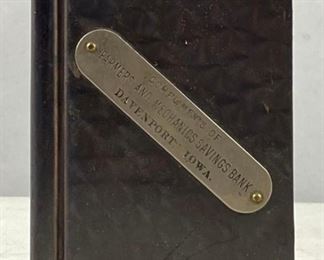 COMPLIMENTS OF
FARMERS AND MECHANICS SAVINGS BANK
DAVENPORT IOWA.